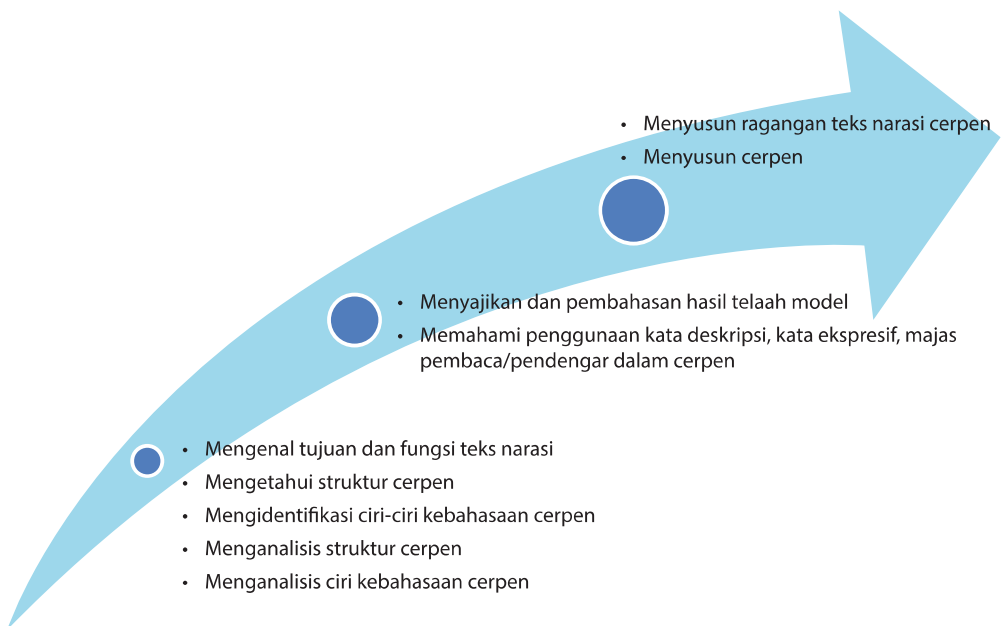 • Menyusun ragangan teks narasi cerpen
• Menyusun cerpen
• Menyajikan dan pembahasan hasil telaah model
• Memahami penggunaan kata deskripsi, kata ekspresif, majas
pembaca/pendengar dalam cerpen
• Mengenal tujuan dan fungsi teks narasi
• Mengetahui struktur cerpen
• Mengidentifikasi ciri-ciri kebahasaan cerpen
• Menganalisis struktur cerpen
• Menganalisis ciri kebahasaan cerpen